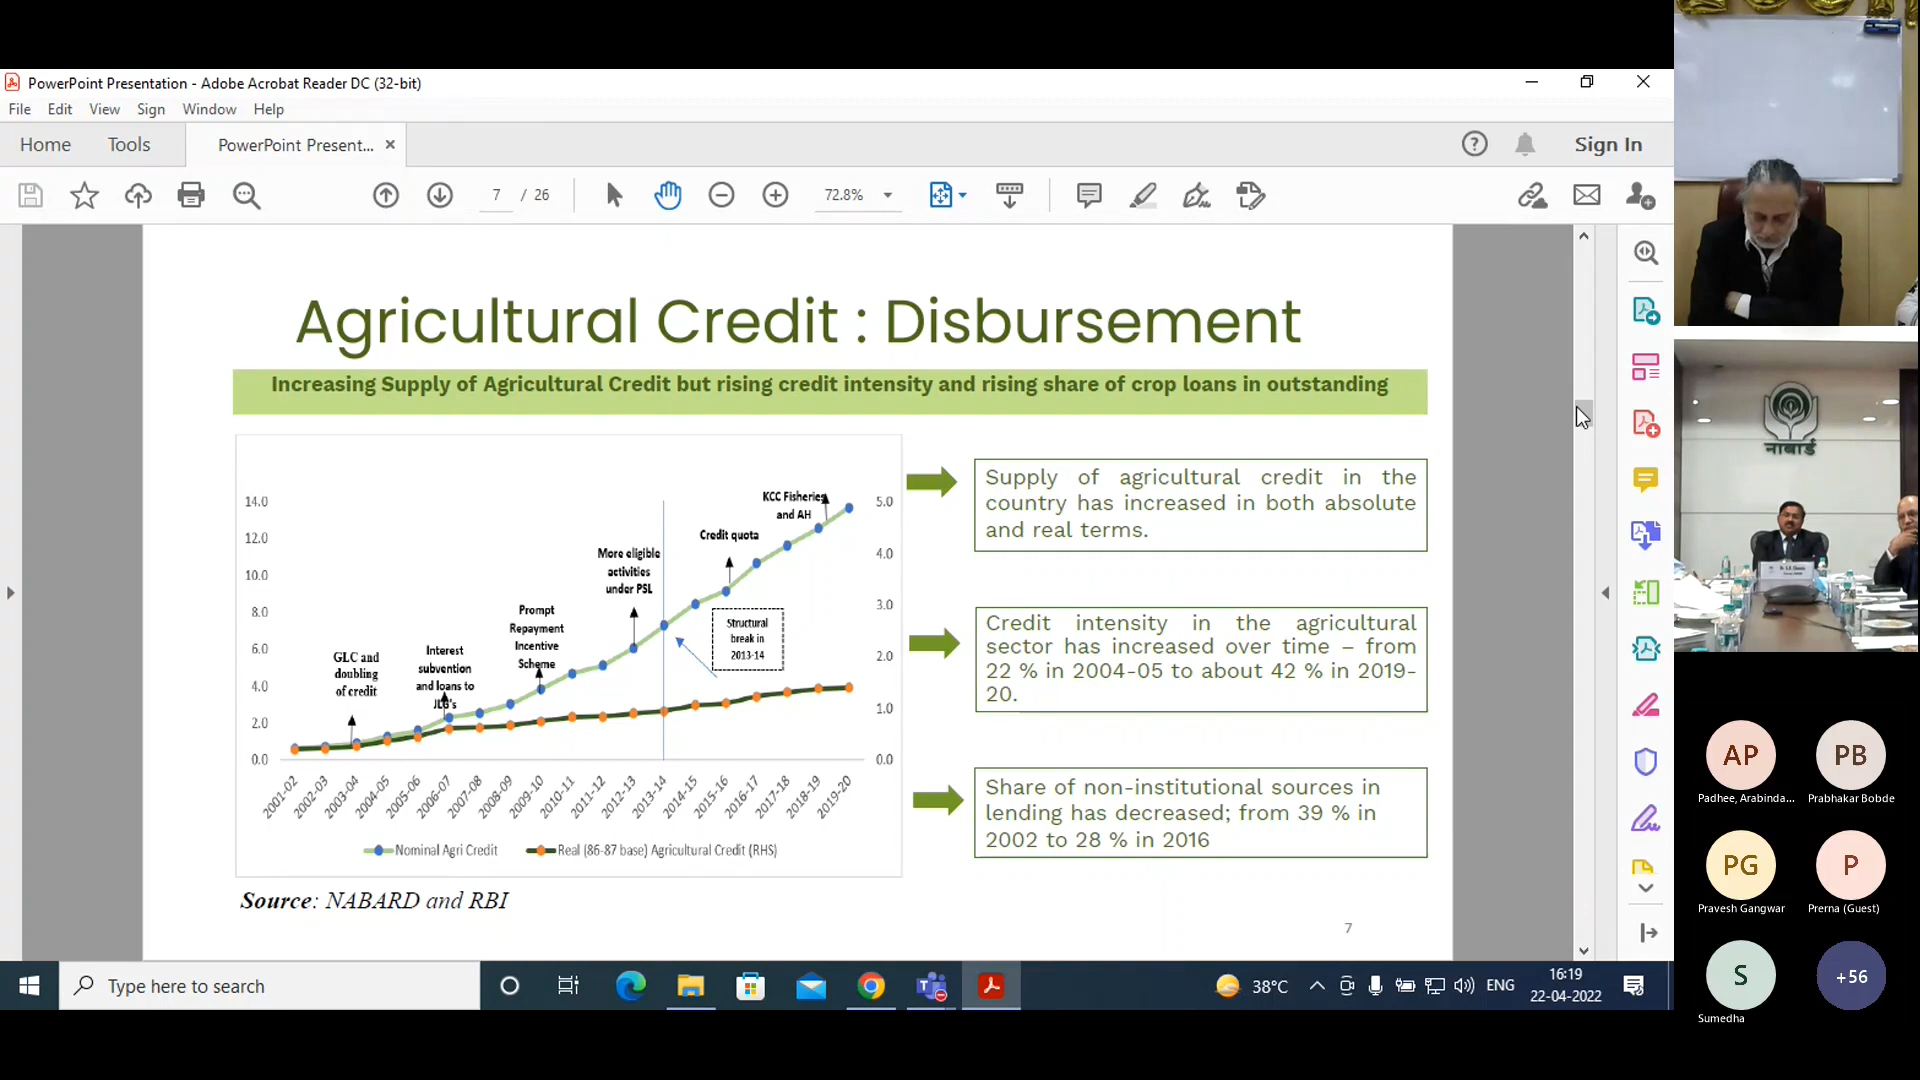 PowerPoint Presentation - Adobe Acrobat Reader DC (32-bit)
File Edit View Sign Window Help
Home Tools PowerPoint Present... × Sign In
7 / 26 72.8%
Agricultural Credit : Disbursement
Increasing Supply of Agricultural Credit but rising credit intensity and rising share of crop loans in outstanding
14.0
12.0
10.0
8.0
6.0
4.0
2.0
0.0
5.0
4.0
3.0
2.0
1.0
0.0
GLC and
doubling
of credit
Interest
subvention
and loans to
JLG's
Prompt
Repayment
Incentive
Scheme
More eligible
activities
under PSL
Credit quota
KCC Fisheries
and AH
Structural
break in
2013-14
2001-02 2002-03 2003-04 2004-05 2005-06 2006-07 2007-08 2008-09 2009-10 2010-11 2011-12 2012-13 2013-14 2014-15 2015-16 2016-17 2017-18 2018-19 2019-20
Nominal Agri Credit Real (86-87 base) Agricultural Credit (RHS)
Source: NABARD and RBI
Supply of agricultural credit in the
country has increased in both absolute
and real terms.
Credit intensity in the agricultural
sector has increased over time – from
22 % in 2004-05 to about 42 % in 2019-
20.
Share of non-institutional sources in
lending has decreased; from 39 % in
2002 to 28 % in 2016
7
Type here to search
38°C
ENG
16:19
22-04-2022
नाबार्ड
AP
Padhee, Arabinda...
PB
Prabhakar Bobde
PG
Pravesh Gangwar
P
Prerna (Guest)
S
Sumedha
+56